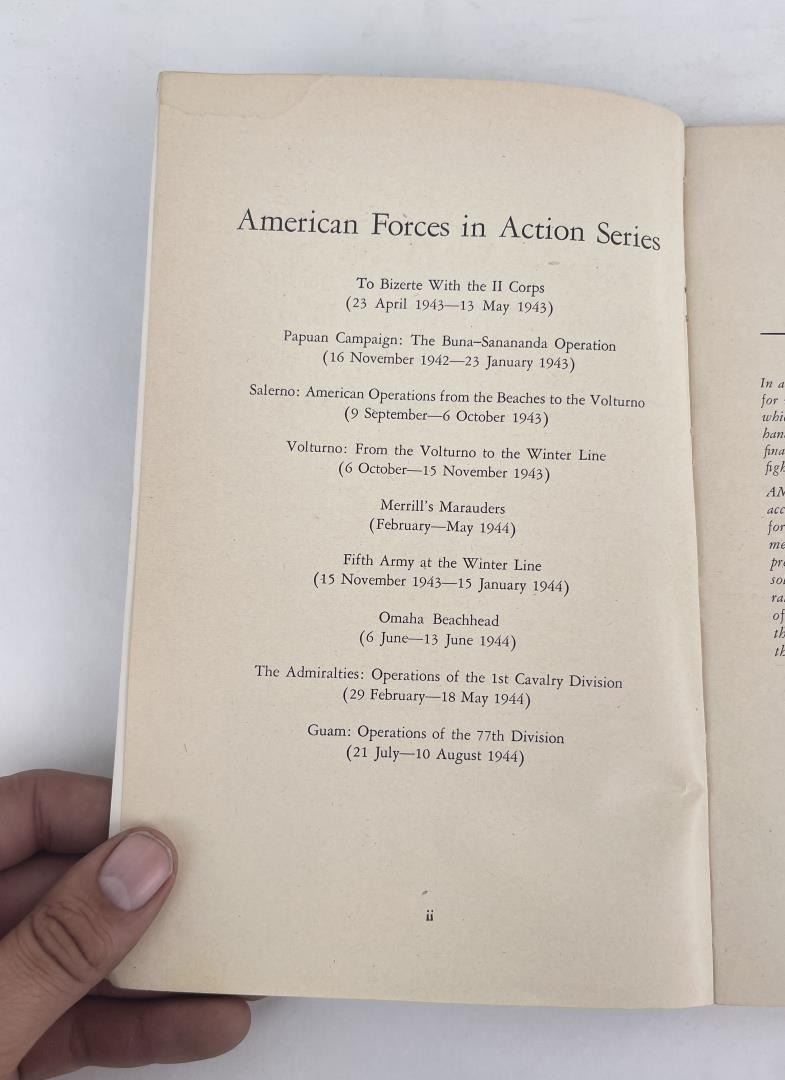 American Forces in Action Series
To Bizerte With the II Corps
(23 April 1943—13 May 1943)
Papuan Campaign: The Buna–Sanananda Operation
(16 November 1942—23 January 1943)
Salerno: American Operations from the Beaches to the Volturno
(9 September—6 October 1943)
Volturno: From the Volturno to the Winter Line
(6 October—15 November 1943)
Merrill's Marauders
(February—May 1944)
Fifth Army at the Winter Line
(15 November 1943—15 January 1944)
Omaha Beachhead
(6 June—13 June 1944)
The Admiralties: Operations of the 1st Cavalry Division
(29 February—18 May 1944)
Guam: Operations of the 77th Division
(21 July—10 August 1944)
ii
In a
for
of